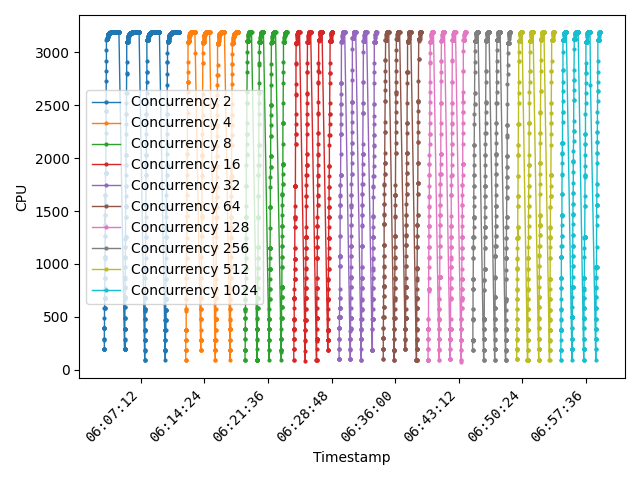 CPU
3000
2500
2000
1500
1000
500
0
Concurrency 2
Concurrency 4
Concurrency 8
Concurrency 16
Concurrency 32
Concurrency 64
Concurrency 128
Concurrency 256
Concurrency 512
Concurrency 1024
06:07:12
06:14:24
06:21:36
06:28:48
06:36:00
06:43:12
06:50:24
06:57:36
Timestamp